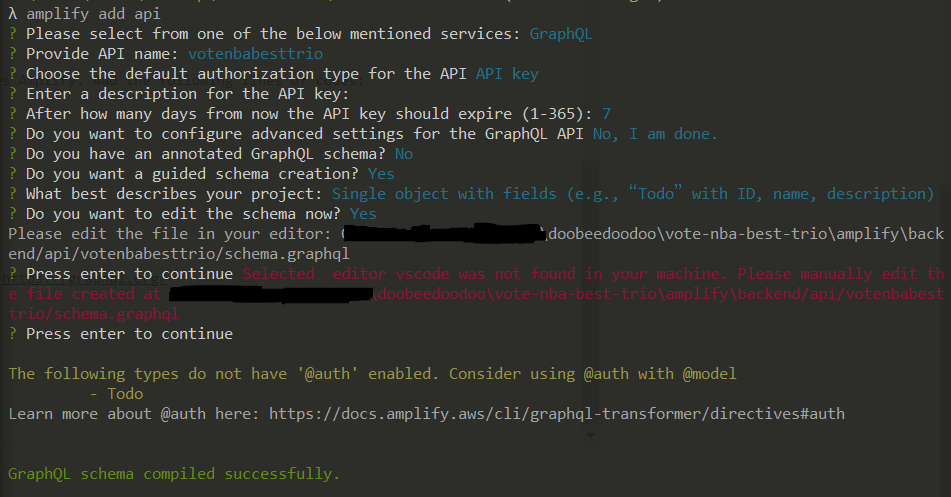 λ amplify add api
? Please select from one of the below mentioned services: GraphQL
? Provide API name: votenbabesttrio
? Choose the default authorization type for the API API key
? Enter a description for the API key:
? After how many days from now the API key should expire (1-365): 7
? Do you want to configure advanced settings for the GraphQL API No, I am done.
? Do you have an annotated GraphQL schema? No
? Do you want a guided schema creation? Yes
? What best describes your project: Single object with fields (e.g., “Todo” with ID, name, description)
? Do you want to edit the schema now? Yes
Please edit the file in your editor: \doobeedoodoo\vote-nba-best-trio\amplify\back
end/api/votenbabesttrio/schema.graphql
? Press enter to continue Selected  editor vscode was not found in your machine. Please manually edit th
e file created at \doobeedoodoo\vote-nba-best-trio\amplify\backend/api/votenbabest
trio/schema.graphql
? Press enter to continue
The following types do not have '@auth' enabled. Consider using @auth with @model
- Todo
Learn more about @auth here: https://docs.amplify.aws/cli/graphql-transformer/directives#auth
GraphQL schema compiled successfully.